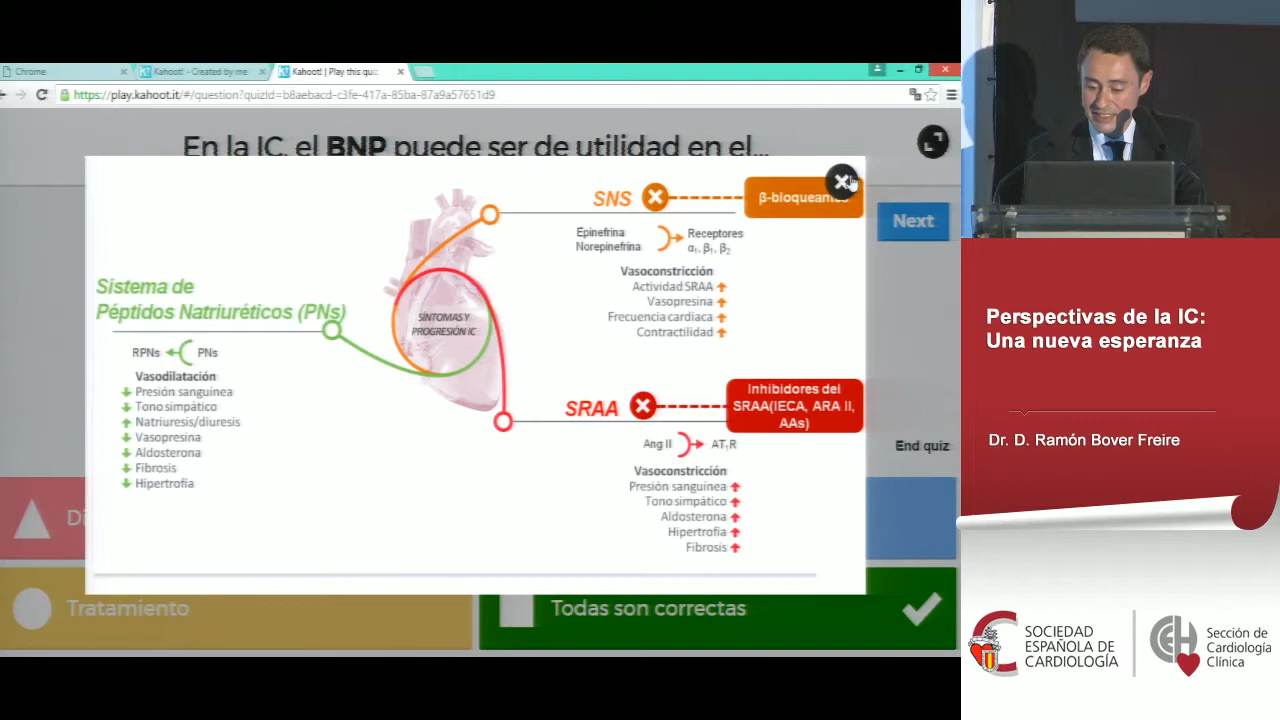 Chrome
Kahoot! - Created by me
Kahoot! | Play this quiz
https://play.kahoot.it/#/question?quizId=b8aebacd-c3fe-417a-85ba-87a9a57651d9
En la IC, el BNP puede ser de utilidad en el...
Next
End quiz
SNS
β-bloqueantes
Epinefrina
Norepinefrina
Receptores
α1, β1, β2
Vasoconstricción
Actividad SRAA
Vasopresina
Frecuencia cardíaca
Contractilidad
Sistema de
Péptidos Natriuréticos (PNs)
RPNs
PNs
Vasodilatación
Presión sanguínea
Tono simpático
Natriuresis/diuresis
Vasopresina
Aldosterona
Fibrosis
Hipertrofia
SÍNTOMAS Y
PROGRESIÓN IC
SRAA
Inhibidores del
SRAA(IECA, ARA II,
AAs)
Ang II
AT1R
Vasoconstricción
Presión sanguínea
Tono simpático
Aldosterona
Hipertrofia
Fibrosis
Tratamiento
Todas son correctas
Perspectivas de la IC:
Una nueva esperanza
Dr. D. Ramón Bover Freire
SOCIEDAD
ESPAÑOLA DE
CARDIOLOGÍA
Sección de
Cardiología
Clínica